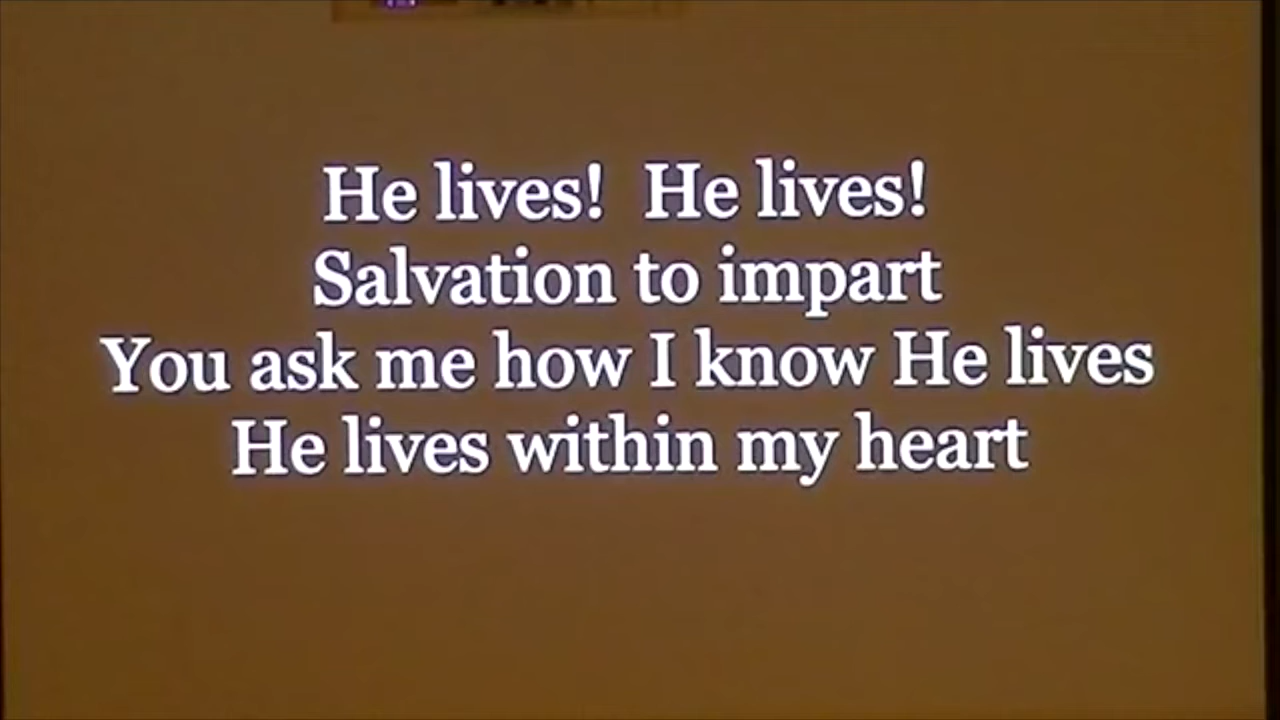 He lives!  He lives!
Salvation to impart
You ask me how I know He lives
He lives within my heart